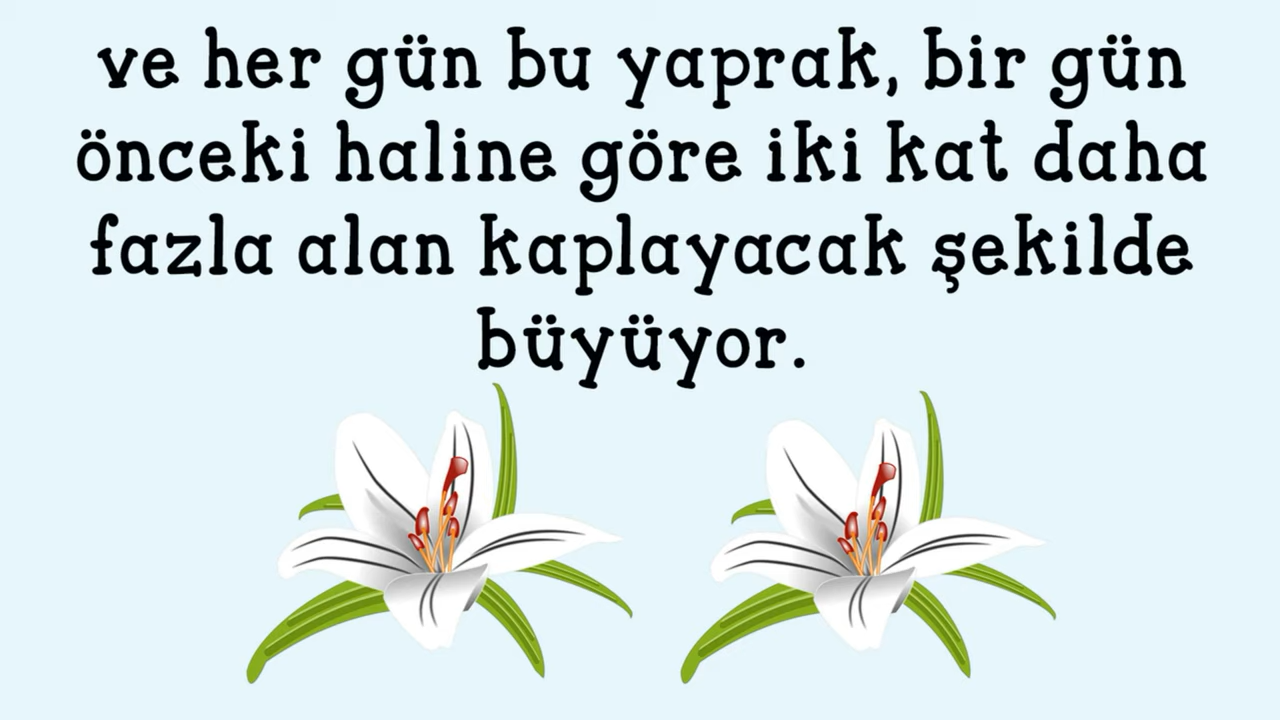 ve her gün bu yaprak, bir gün
önceki haline göre iki kat daha
fazla alan kaplayacak şekilde
büyüyor.